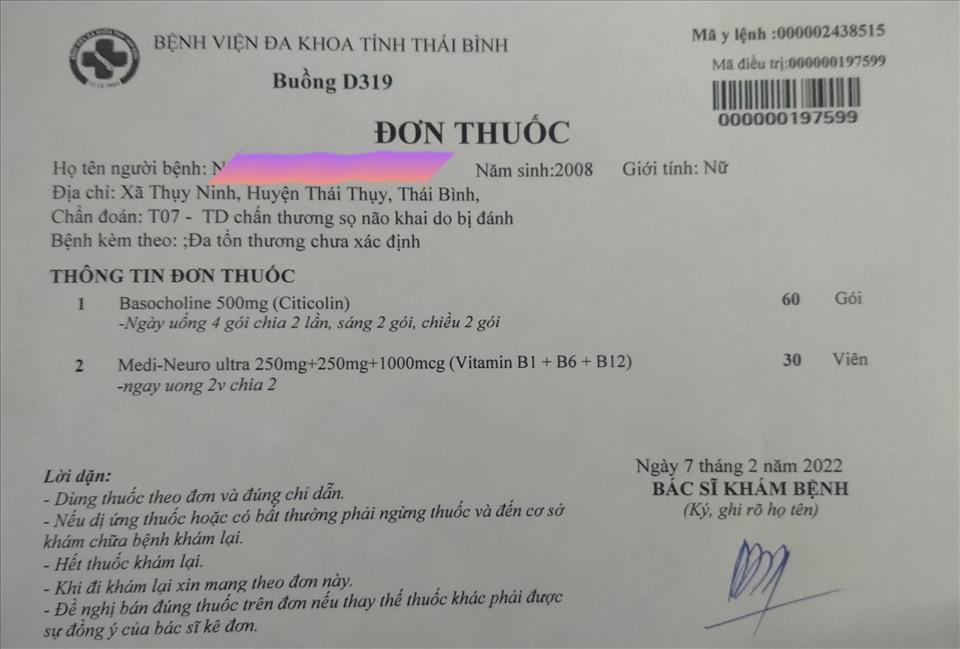 BỆNH VIỆN ĐA KHOA TỈNH THÁI BÌNH
Buồng D319
Mã y lệnh :000002438515
Mã điều trị:000000197599
000000197599
ĐƠN THUỐC
Họ tên người bệnh: N
Năm sinh:2008 Giới tính: Nữ
Địa chỉ: Xã Thụy Ninh, Huyện Thái Thụy, Thái Bình,
Chẩn đoán: T07 - TD chấn thương sọ não khai do bị đánh
Bệnh kèm theo: ;Đa tổn thương chưa xác định
THÔNG TIN ĐƠN THUỐC
1 Basocholine 500mg (Citicolin) 60 Gói
-Ngày uống 4 gói chia 2 lần, sáng 2 gói, chiều 2 gói
2 Medi-Neuro ultra 250mg+250mg+1000mcg (Vitamin B1 + B6 + B12) 30 Viên
-ngay uong 2v chia 2
Lời dặn:
- Dùng thuốc theo đơn và đúng chỉ dẫn.
- Nếu dị ứng thuốc hoặc có bất thường phải ngừng thuốc và đến cơ sở
khám chữa bệnh khám lại.
- Hết thuốc khám lại.
- Khi đi khám lại xin mang theo đơn này.
- Đề nghị bán đúng thuốc trên đơn nếu thay thế thuốc khác phải được
sự đồng ý của bác sĩ kê đơn.
Ngày 7 tháng 2 năm 2022
BÁC SĨ KHÁM BỆNH
(Ký, ghi rõ họ tên)